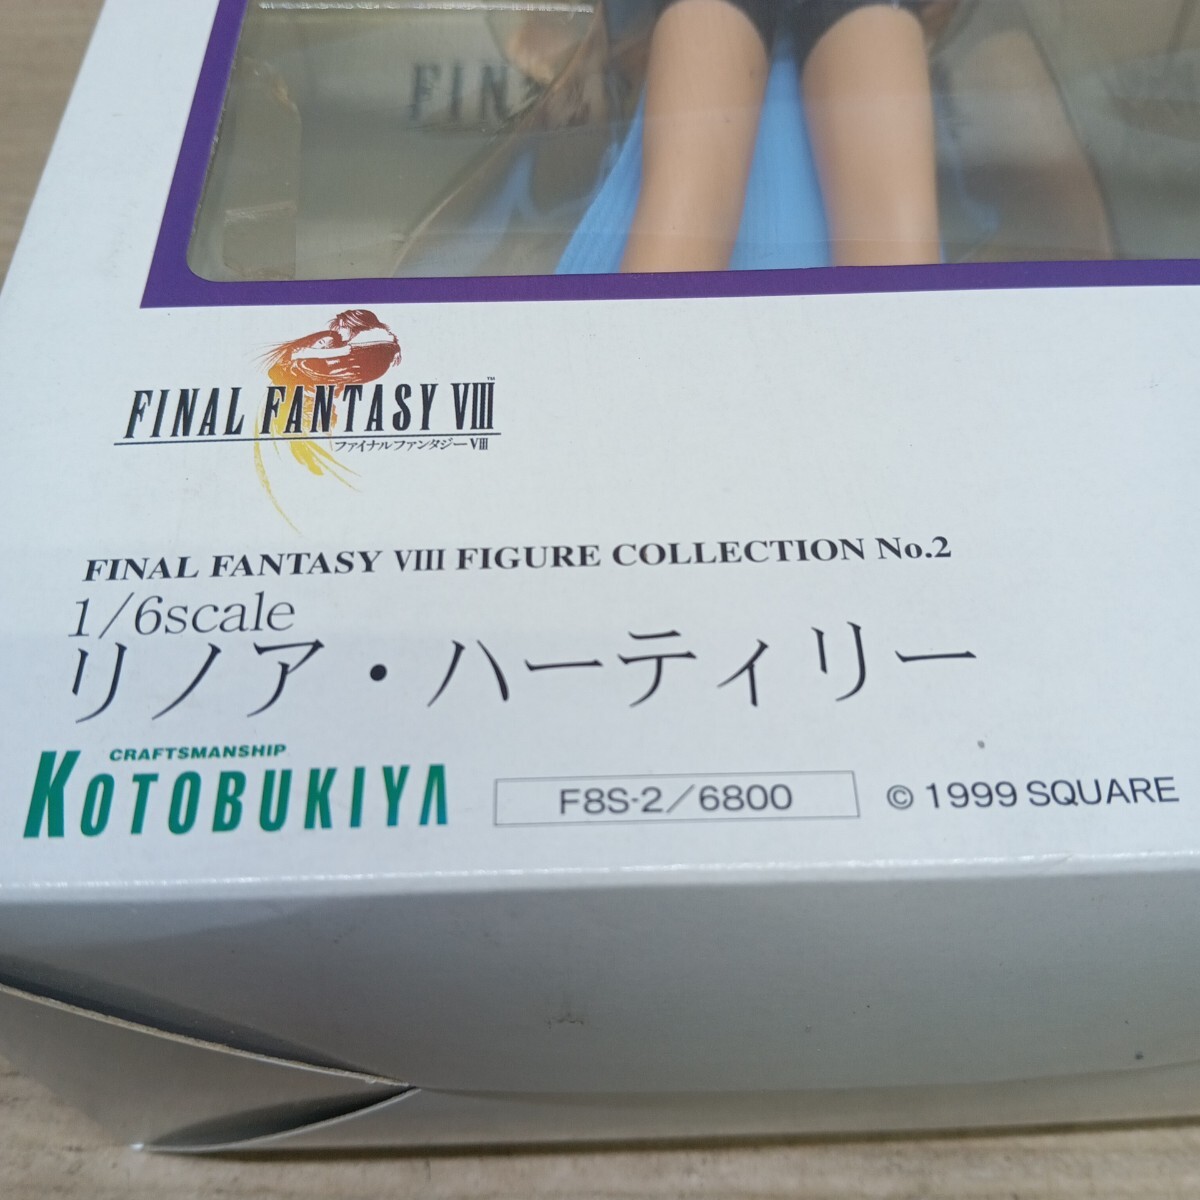 FINAL
FINAL FANTASY VIII™
ファイナルファンタジーVIII
FINAL FANTASY VIII FIGURE COLLECTION No.2
1/6scale
リノア・ハーティリー
CRAFTSMANSHIP
KOTOBUKIYA
F8S-2/6800
© 1999 SQUARE